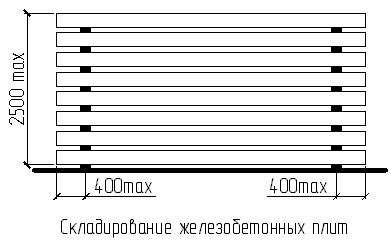 2500 max
400max
400max
Складирование железобетонных плит